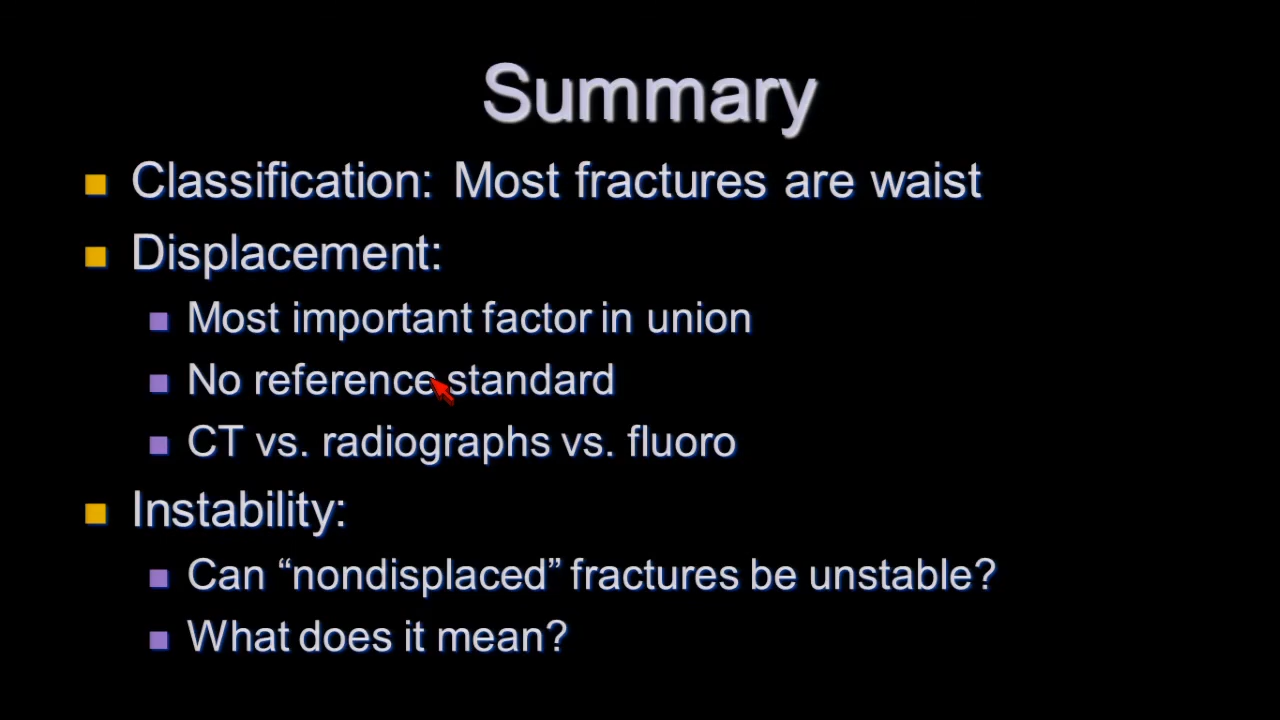 Summary
Classification: Most fractures are waist
Displacement:
Most important factor in union
No reference standard
CT vs. radiographs vs. fluoro
Instability:
Can “nondisplaced” fractures be unstable?
What does it mean?